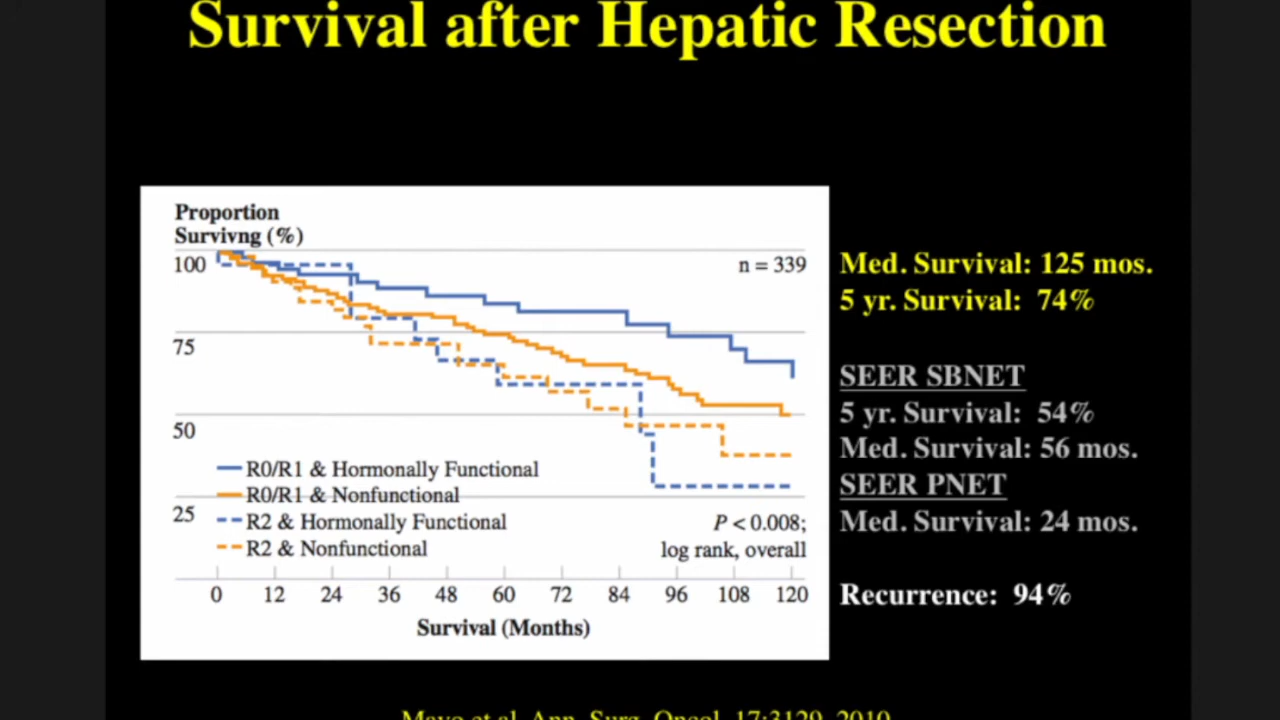 Survival after Hepatic Resection
Proportion
Survivng (%)
100
n = 339
75
50
25
R0/R1 & Hormonally Functional
R0/R1 & Nonfunctional
R2 & Hormonally Functional
R2 & Nonfunctional
P < 0.008;
log rank, overall
0 12 24 36 48 60 72 84 96 108 120
Survival (Months)
Med. Survival: 125 mos.
5 yr. Survival: 74%
SEER SBNET
5 yr. Survival: 54%
Med. Survival: 56 mos.
SEER PNET
Med. Survival: 24 mos.
Recurrence: 94%
Mayo et al, Ann. Surg. Oncol. 17:3129, 2010